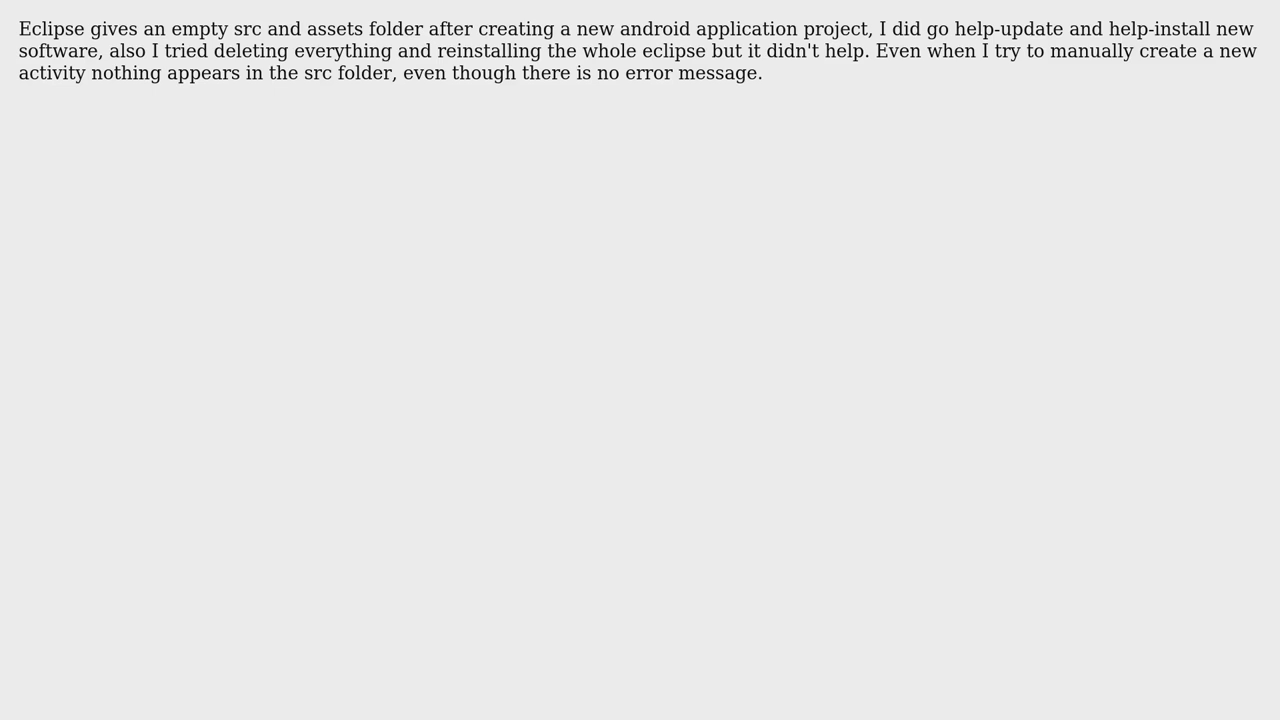 Eclipse gives an empty src and assets folder after creating a new android application project, I did go help-update and help-install new
software, also I tried deleting everything and reinstalling the whole eclipse but it didn't help. Even when I try to manually create a new
activity nothing appears in the src folder, even though there is no error message.